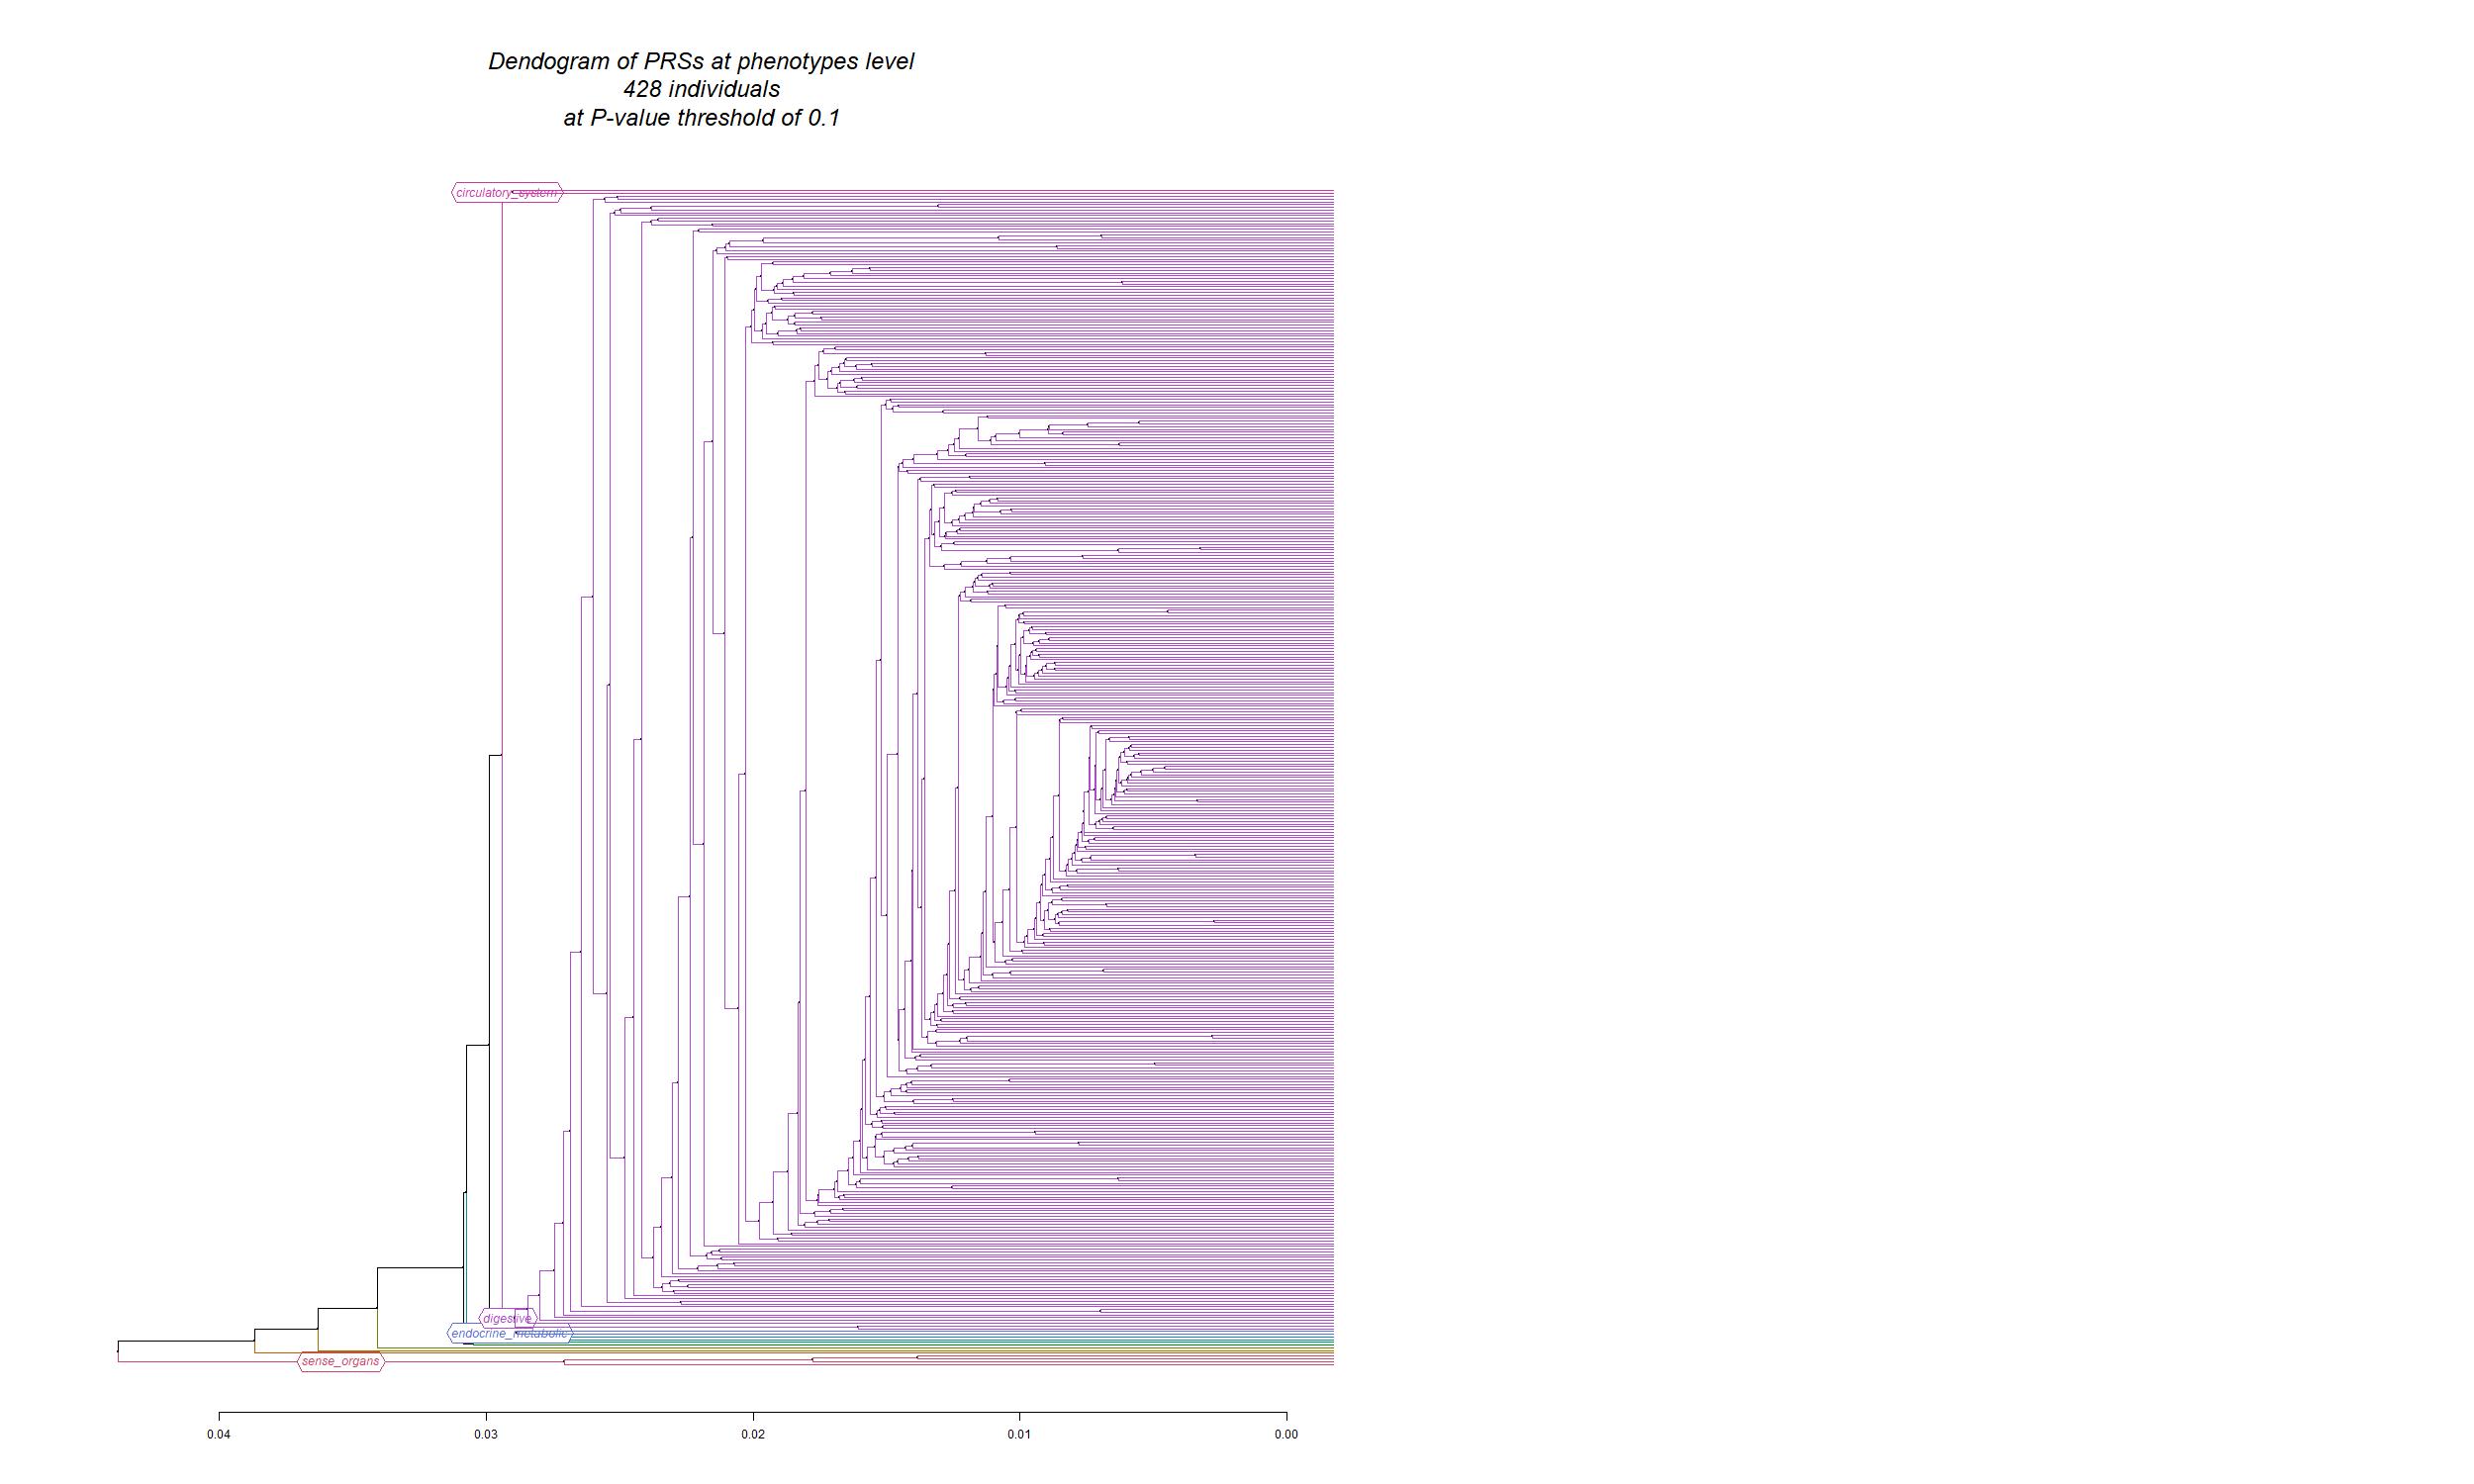 Dendogram of PRSs at phenotypes level
428 individuals
at P-value threshold of 0.1
circulatory_system
digestive
endocrine_metabolic
sense_organs
0.04 0.03 0.02 0.01 0.00